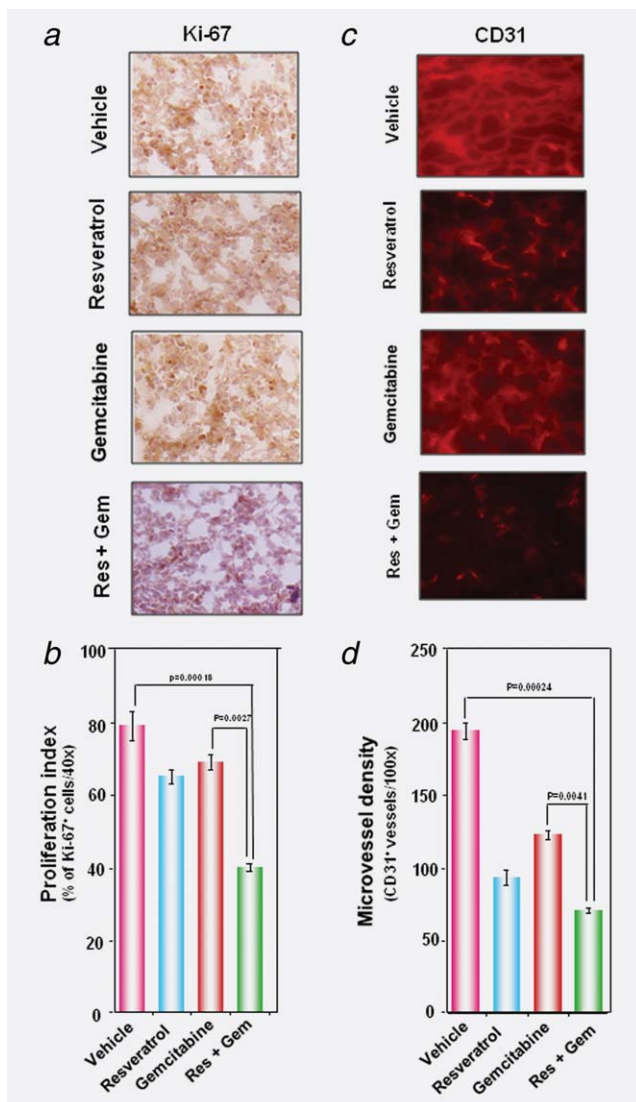 a
Ki-67
c
CD31
Vehicle
Resveratrol
Gemcitabine
Res + Gem
Vehicle
Resveratrol
Gemcitabine
Res + Gem
b
Proliferation index
(% of Ki-67⁺ cells/40x)
100
80
60
40
20
0
p=0.00018
P=0.0027
Vehicle
Resveratrol
Gemcitabine
Res + Gem
d
Microvessel density
(CD31⁺ vessels/100x)
250
200
150
100
50
0
P=0.00024
P=0.0041
Vehicle
Resveratrol
Gemcitabine
Res + Gem